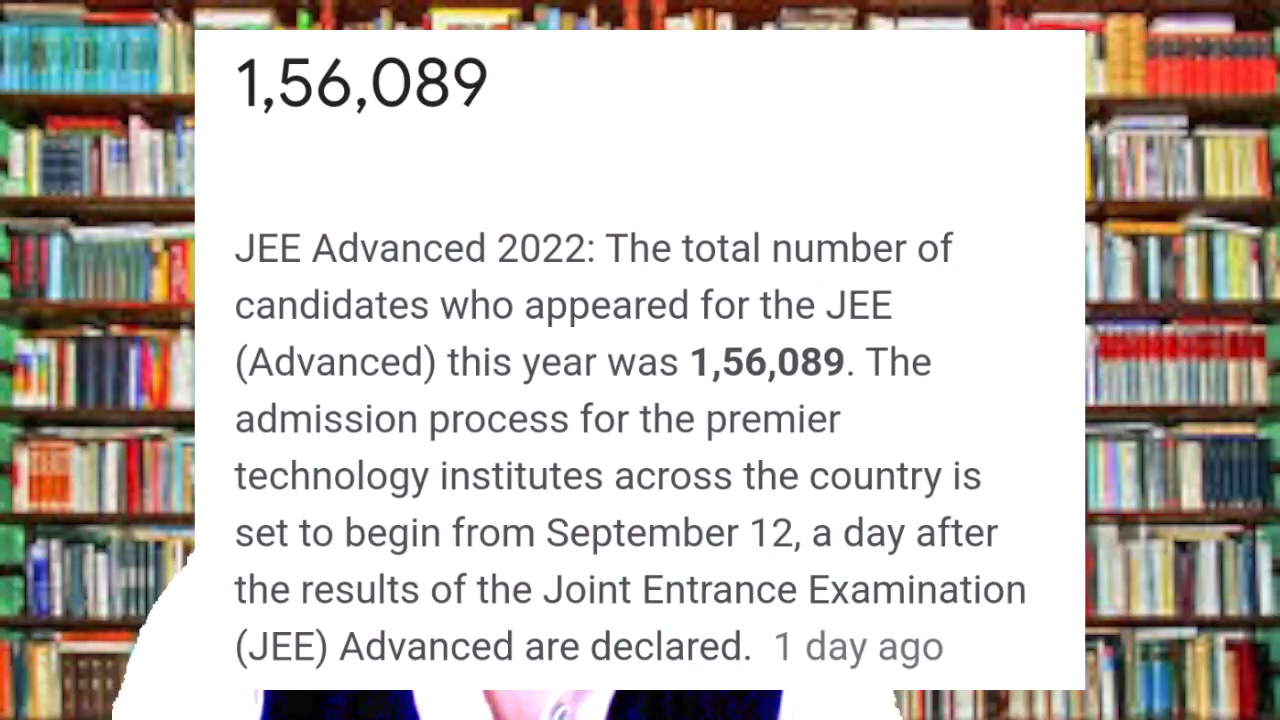 1,56,089
JEE Advanced 2022: The total number of
candidates who appeared for the JEE
(Advanced) this year was 1,56,089. The
admission process for the premier
technology institutes across the country is
set to begin from September 12, a day after
the results of the Joint Entrance Examination
(JEE) Advanced are declared. 1 day ago